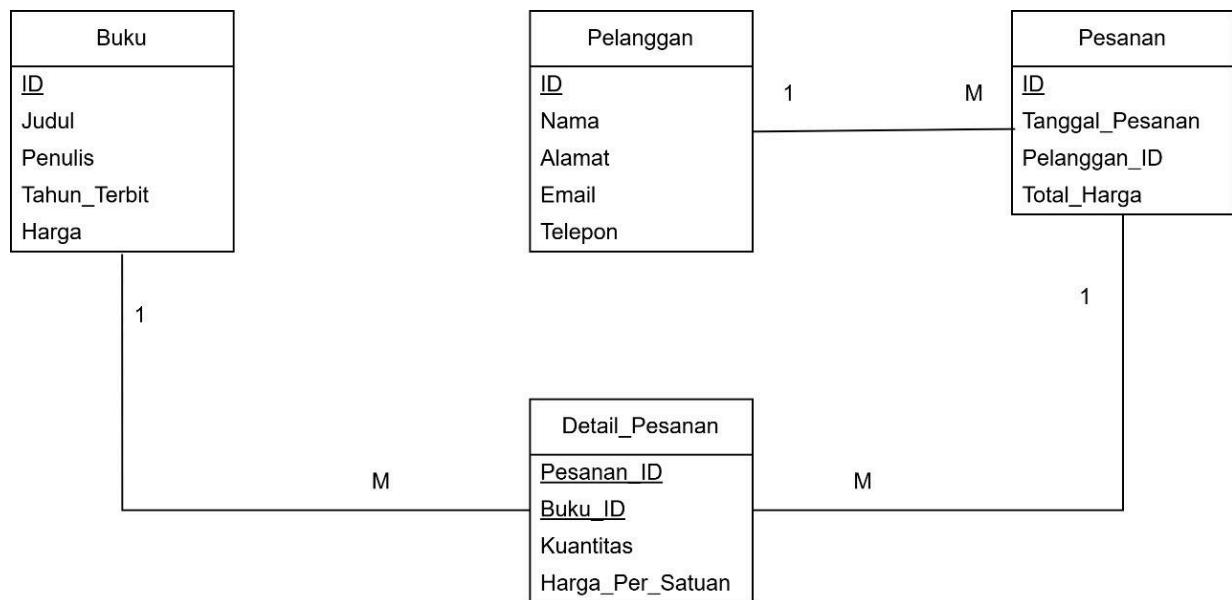 Buku
ID
Judul
Penulis
Tahun_Terbit
Harga
Pelanggan
ID
Nama
Alamat
Email
Telepon
1
M
Pesanan
ID
Tanggal_Pesanan
Pelanggan_ID
Total_Harga
1
1
M
Detail_Pesanan
Pesanan_ID
Buku_ID
Kuantitas
Harga_Per_Satuan
M